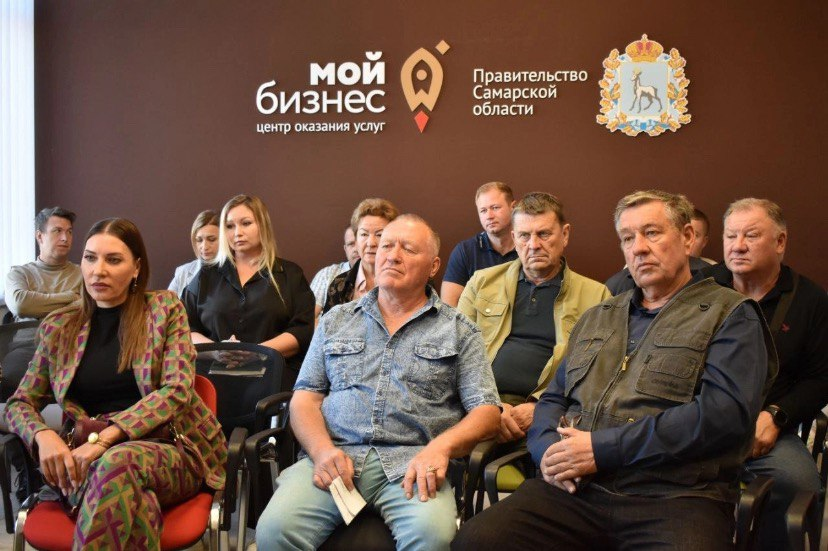 мой
бизнес
центр оказания услуг
Правительство
Самарской
области